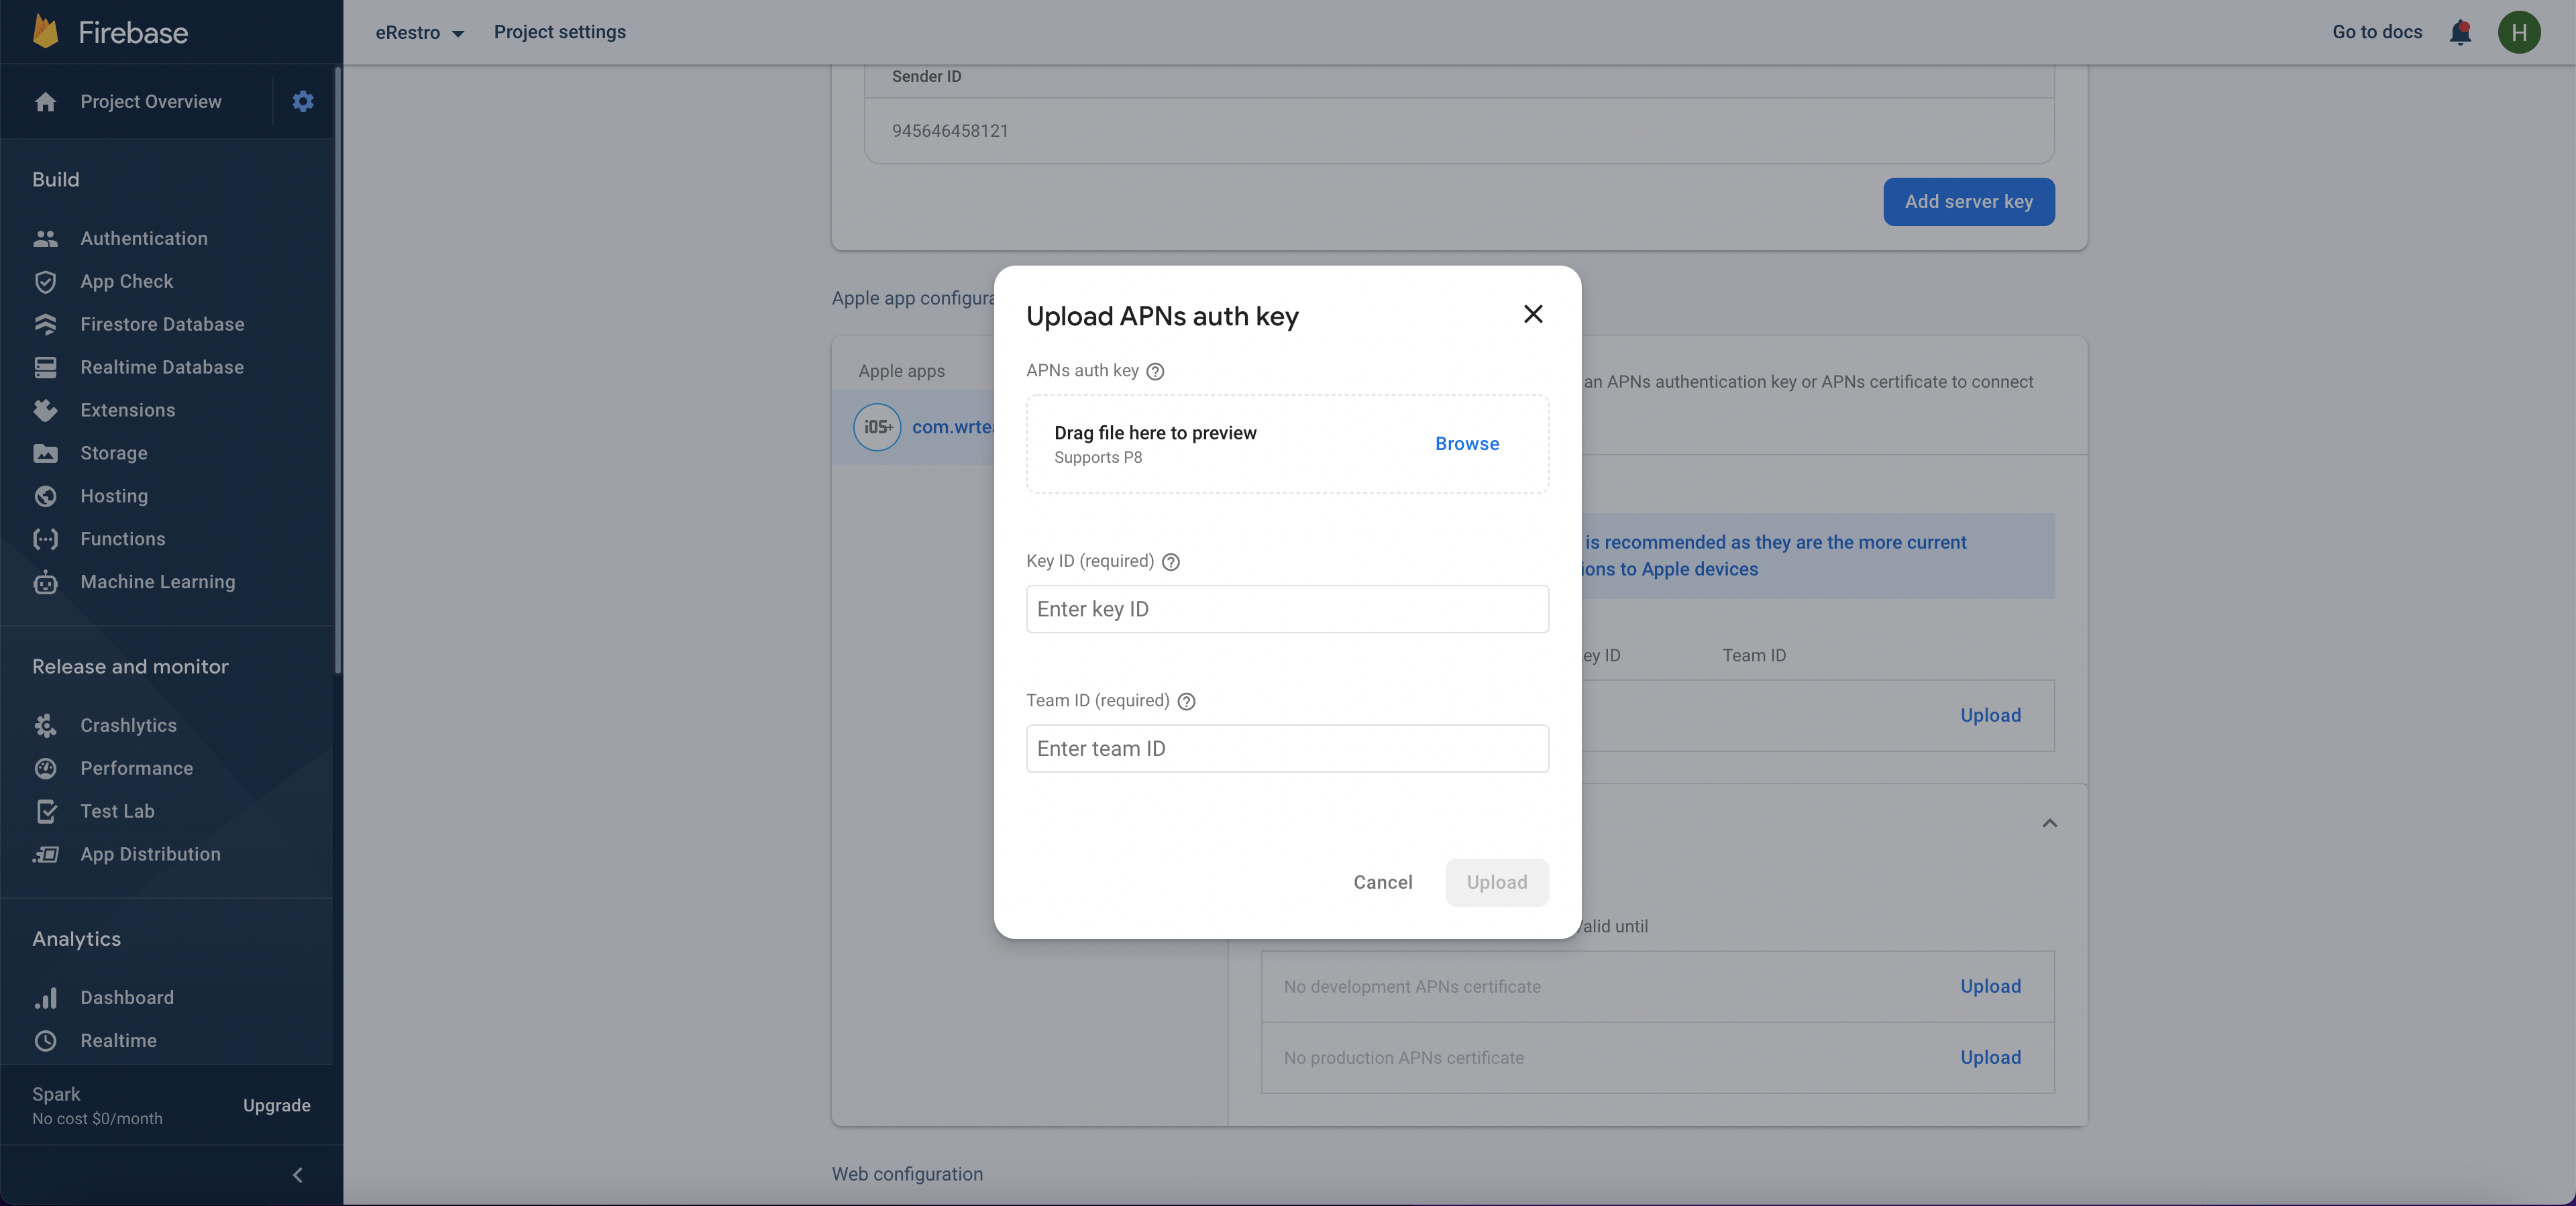 Firebase
eRestro
Project settings
Go to docs
H
Project Overview
Build
Authentication
App Check
Firestore Database
Realtime Database
Extensions
Storage
Hosting
Functions
Machine Learning
Release and monitor
Crashlytics
Performance
Test Lab
App Distribution
Analytics
Dashboard
Realtime
Spark
No cost $0/month
Upgrade
Sender ID
945646458121
Add server key
Apple app configura
Apple apps
iOS+
com.wrtea
an APNs authentication key or APNs certificate to connect
is recommended as they are the more current
ions to Apple devices
ey ID
Team ID
Upload
alid until
No development APNs certificate
Upload
No production APNs certificate
Upload
Web configuration
Upload APNs auth key
APNs auth key
Drag file here to preview
Supports P8
Browse
Key ID (required)
Enter key ID
Team ID (required)
Enter team ID
Cancel
Upload